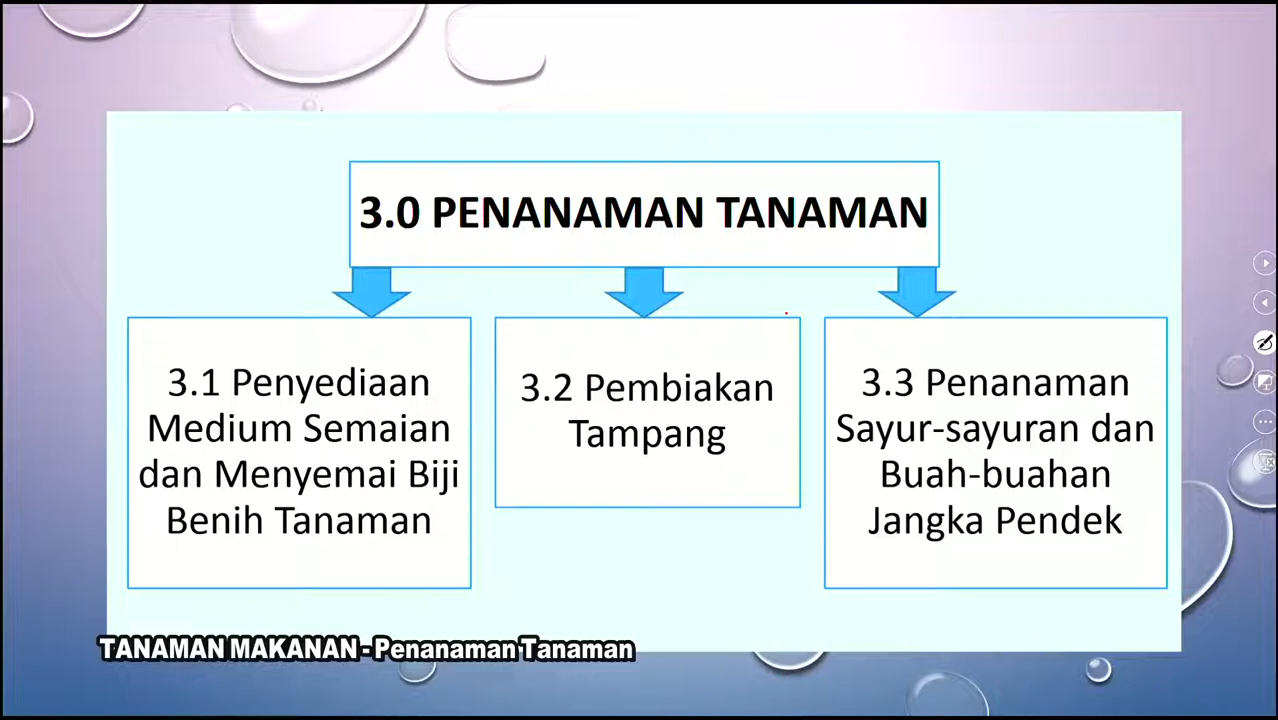 3.0 PENANAMAN TANAMAN
3.1 Penyediaan
Medium Semaian
dan Menyemai Biji
Benih Tanaman
3.2 Pembiakan
Tampang
3.3 Penanaman
Sayur-sayuran dan
Buah-buahan
Jangka Pendek
TANAMAN MAKANAN - Penanaman Tanaman